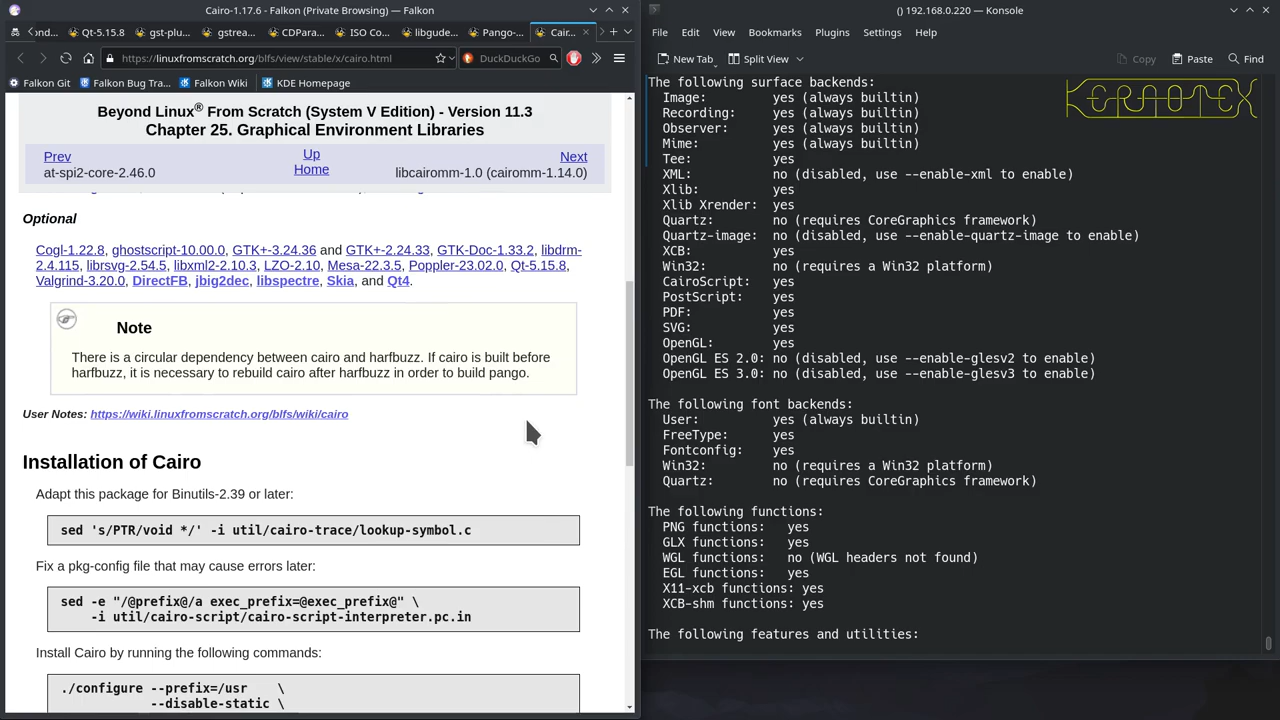 Cairo-1.17.6 - Falkon (Private Browsing) — Falkon
ond...
Qt-5.15.8
gst-plu...
gstrea...
CDPara...
ISO Co...
libgude...
Pango-...
Cair...
https://linuxfromscratch.org/blfs/view/stable/x/cairo.html
DuckDuckGo
Falkon Git
Falkon Bug Tra...
Falkon Wiki
KDE Homepage
Beyond Linux® From Scratch (System V Edition) - Version 11.3
Chapter 25. Graphical Environment Libraries
Prev
Up
Next
at-spi2-core-2.46.0
Home
libcairomm-1.0 (cairomm-1.14.0)
Optional
Cogl-1.22.8, ghostscript-10.00.0, GTK+-3.24.36 and GTK+-2.24.33, GTK-Doc-1.33.2, libdrm-
2.4.115, librsvg-2.54.5, libxml2-2.10.3, LZO-2.10, Mesa-22.3.5, Poppler-23.02.0, Qt-5.15.8,
Valgrind-3.20.0, DirectFB, jbig2dec, libspectre, Skia, and Qt4.
Note
There is a circular dependency between cairo and harfbuzz. If cairo is built before
harfbuzz, it is necessary to rebuild cairo after harfbuzz in order to build pango.
User Notes: https://wiki.linuxfromscratch.org/blfs/wiki/cairo
Installation of Cairo
Adapt this package for Binutils-2.39 or later:
sed 's/PTR/void */' -i util/cairo-trace/lookup-symbol.c
Fix a pkg-config file that may cause errors later:
sed -e "/@prefix@/a exec_prefix=@exec_prefix@" \
-i util/cairo-script/cairo-script-interpreter.pc.in
Install Cairo by running the following commands:
./configure --prefix=/usr \
--disable-static \
() 192.168.0.220 — Konsole
File Edit View Bookmarks Plugins Settings Help
New Tab Split View Copy Paste Find
The following surface backends:
Image: yes (always builtin)
Recording: yes (always builtin)
Observer: yes (always builtin)
Mime: yes (always builtin)
Tee: yes
XML: no (disabled, use --enable-xml to enable)
Xlib: yes
Xlib Xrender: yes
Quartz: no (requires CoreGraphics framework)
Quartz-image: no (disabled, use --enable-quartz-image to enable)
XCB: yes
Win32: no (requires a Win32 platform)
CairoScript: yes
PostScript: yes
PDF: yes
SVG: yes
OpenGL: yes
OpenGL ES 2.0: no (disabled, use --enable-glesv2 to enable)
OpenGL ES 3.0: no (disabled, use --enable-glesv3 to enable)
The following font backends:
User: yes (always builtin)
FreeType: yes
Fontconfig: yes
Win32: no (requires a Win32 platform)
Quartz: no (requires CoreGraphics framework)
The following functions:
PNG functions: yes
GLX functions: yes
WGL functions: no (WGL headers not found)
EGL functions: yes
X11-xcb functions: yes
XCB-shm functions: yes
The following features and utilities: